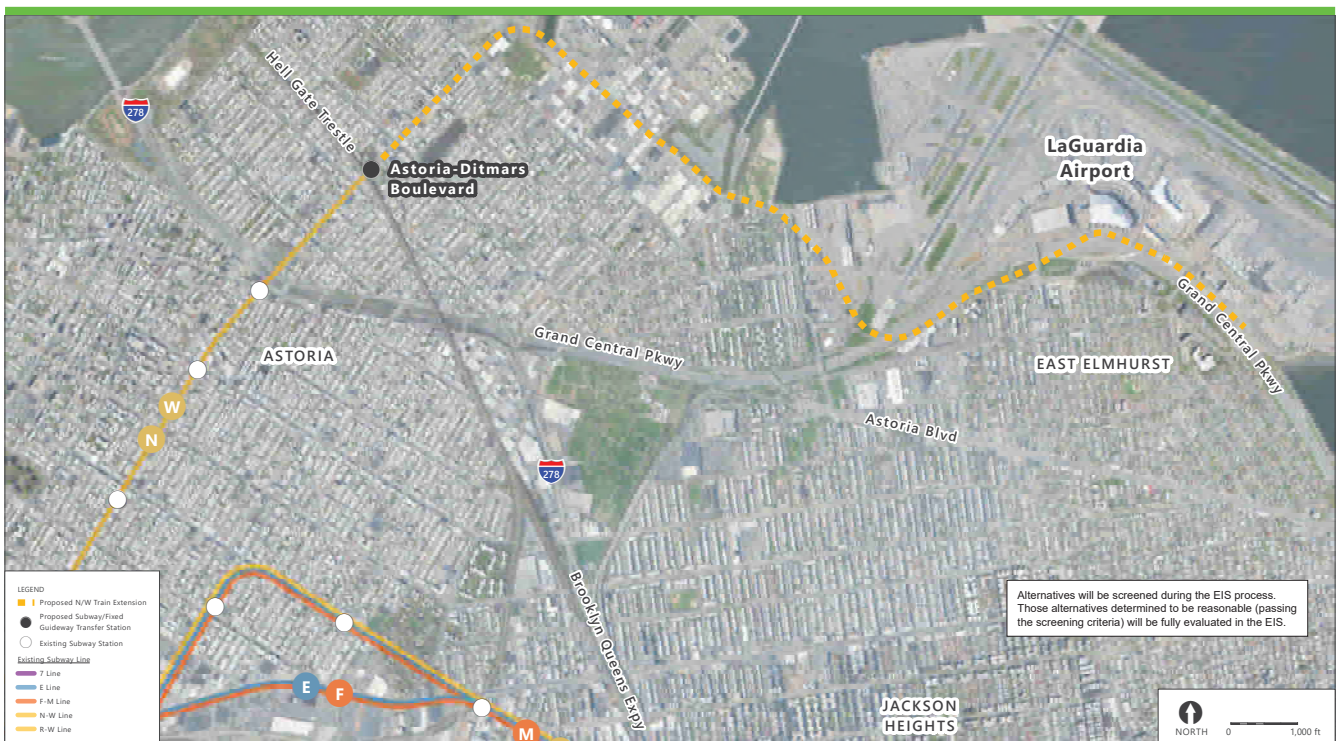 278
Hell Gate Trestle
Astoria-Ditmars
Boulevard
LaGuardia
Airport
Grand Central Pkwy
ASTORIA
Grand Central Pkwy
EAST ELMHURST
W
N
Astoria Blvd
278
Brooklyn Queens Expy
E
F
M
JACKSON
HEIGHTS
LEGEND
Proposed N/W Train Extension
Proposed Subway/Fixed
Guideway Transfer Station
Existing Subway Station
Existing Subway Line
7 Line
E Line
F-M Line
N-W Line
R-W Line
Alternatives will be screened during the EIS process.
Those alternatives determined to be reasonable (passing
the screening criteria) will be fully evaluated in the EIS.
NORTH
0 1,000 ft